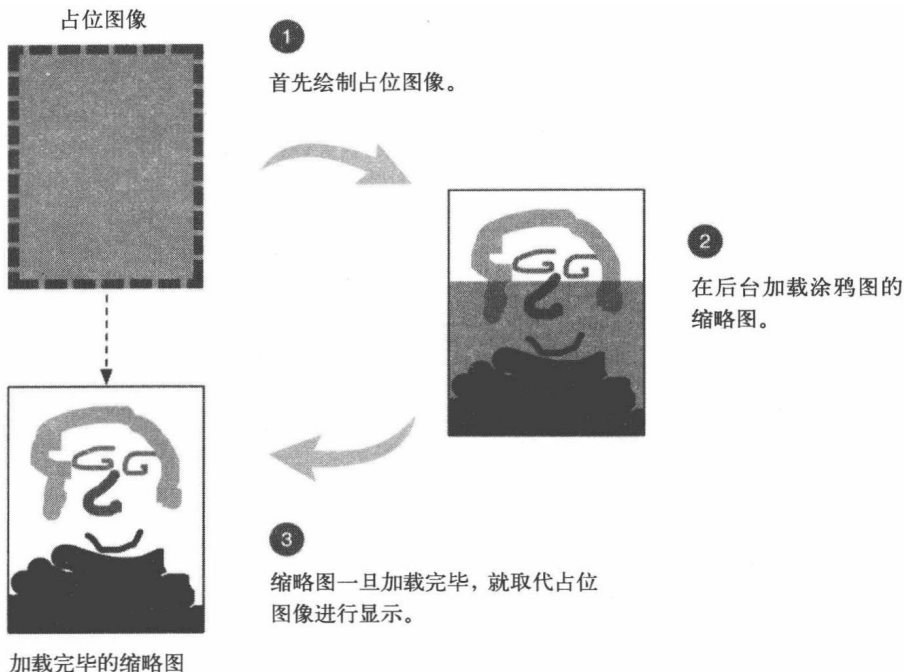 占位图像
1
首先绘制占位图像。
2
在后台加载涂鸦图的
缩略图。
3
缩略图一旦加载完毕，就取代占位
图像进行显示。
加载完毕的缩略图